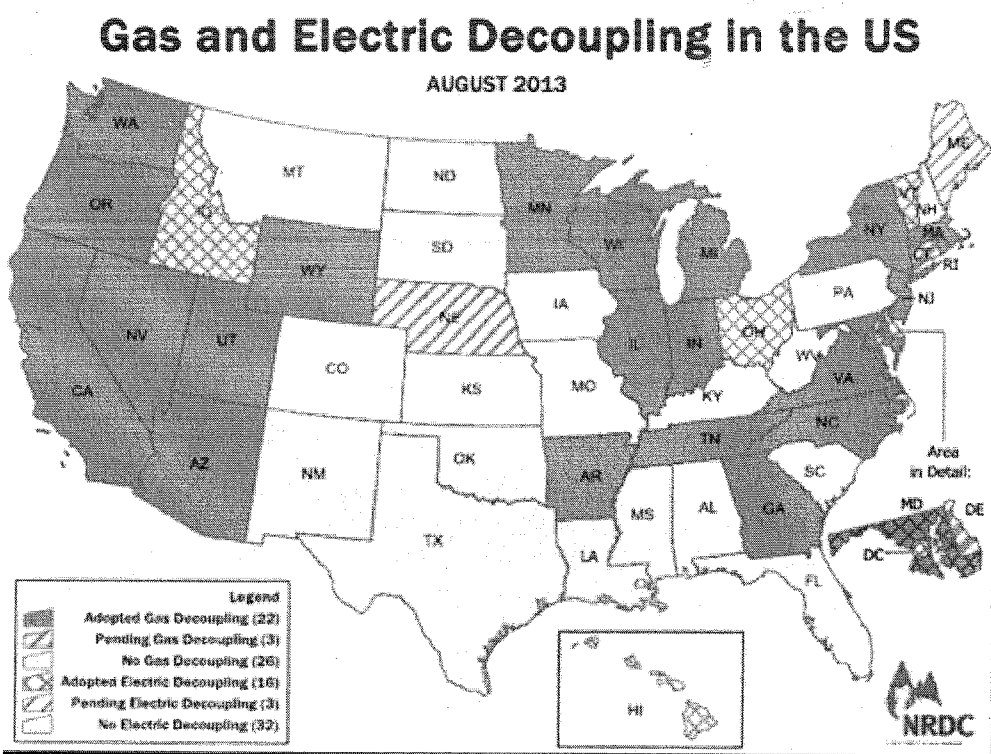 Gas and Electric Decoupling in the US
AUGUST 2013
WA
OR
CA
NV
ID
MT
WY
UT
AZ
CO
NM
ND
SD
NE
KS
OK
TX
MN
IA
MO
AR
LA
WI
IL
MI
IN
OH
KY
TN
MS
AL
GA
FL
SC
NC
VA
WV
PA
NY
VT
NH
ME
MA
CT
RI
NJ
Area
in Detail:
MD
DE
DC
HI
Legend
Adopted Gas Decoupling (22)
Pending Gas Decoupling (3)
No Gas Decoupling (26)
Adopted Electric Decoupling (16)
Pending Electric Decoupling (3)
No Electric Decoupling (32)
NRDC